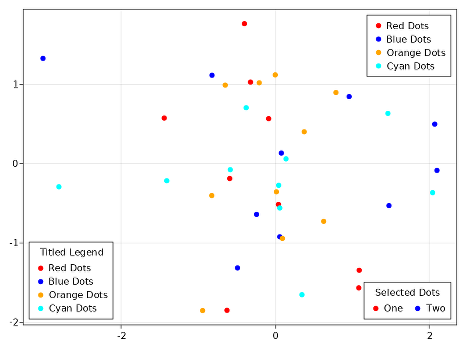 Red Dots
Blue Dots
Orange Dots
Cyan Dots
1
0
-1
-2
Titled Legend
Red Dots
Blue Dots
Orange Dots
Cyan Dots
Selected Dots
One Two
-2 0 2